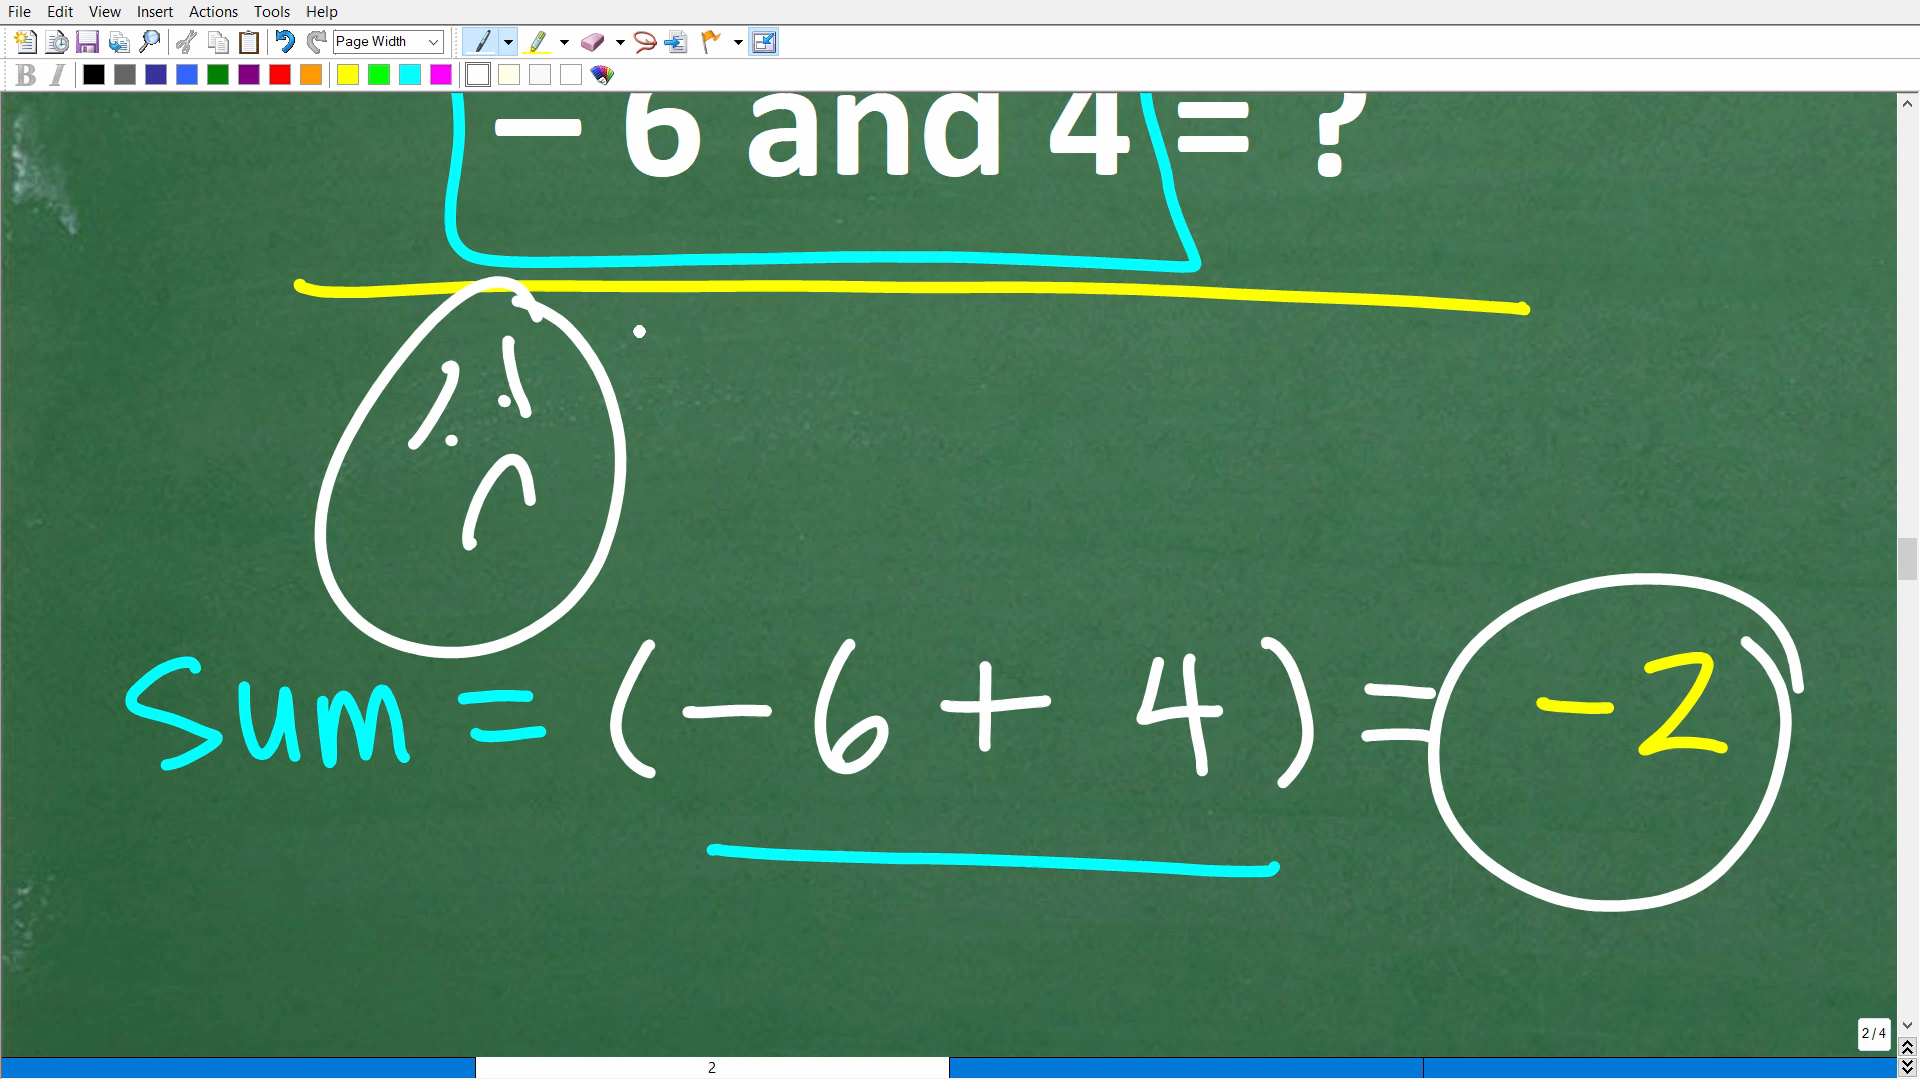 File Edit View Insert Actions Tools Help
Page Width
B I
– 6 and 4 = ?
Sum = (-6 + 4) = -2
2 / 4
2